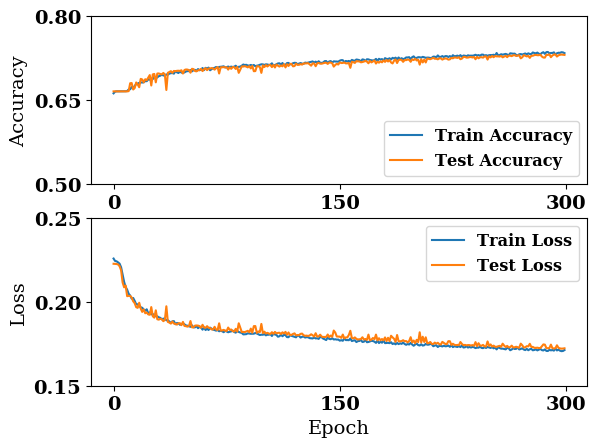 0.80
0.65
0.50
Accuracy
Train Accuracy
Test Accuracy
0 150 300
0.25
0.20
0.15
Loss
Train Loss
Test Loss
0 150 300
Epoch